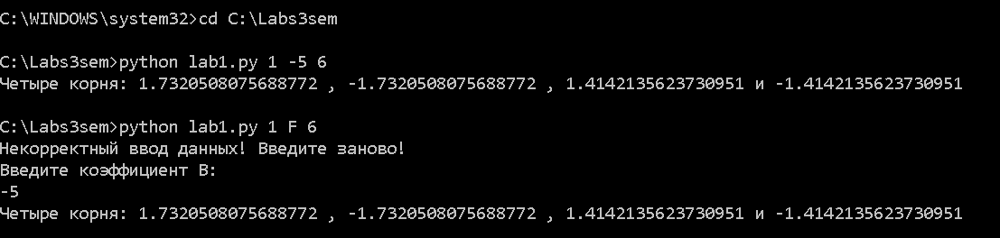 C:\WINDOWS\system32>cd C:\Labs3sem
C:\Labs3sem>python lab1.py 1 -5 6
Четыре корня: 1.7320508075688772 , -1.7320508075688772 , 1.4142135623730951 и -1.4142135623730951
C:\Labs3sem>python lab1.py 1 F 6
Некорректный ввод данных! Введите заново!
Введите коэффициент B:
-5
Четыре корня: 1.7320508075688772 , -1.7320508075688772 , 1.4142135623730951 и -1.4142135623730951